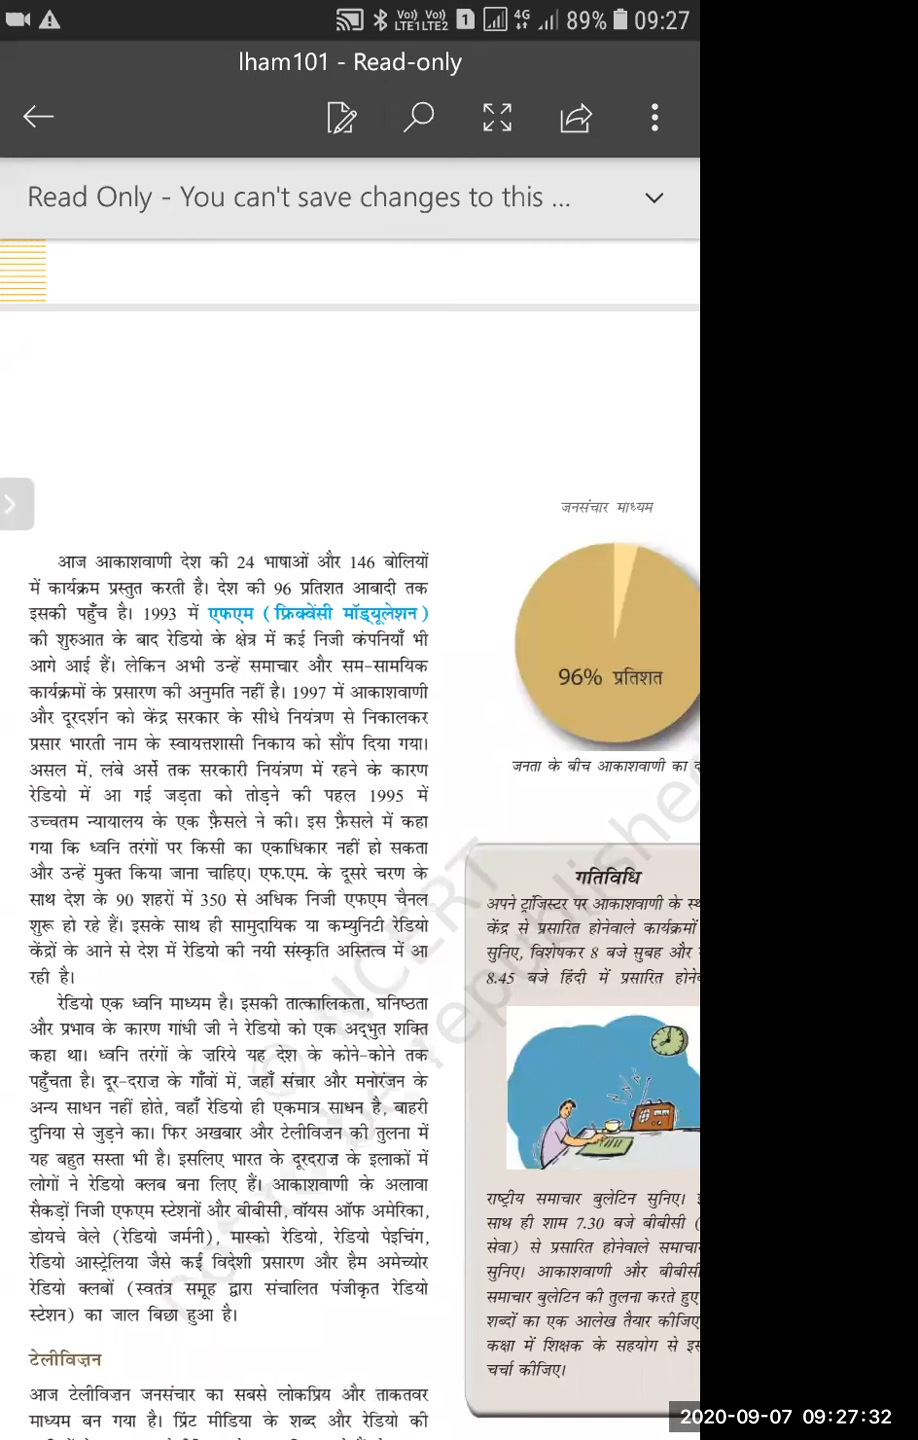 Vo) Vo)
LTE1 LTE2 1 4G 89% 09:27
lham101 - Read-only
Read Only - You can't save changes to this ...
जनसंचार माध्यम
आज आकाशवाणी देश की 24 भाषाओं और 146 बोलियों
में कार्यक्रम प्रस्तुत करती है। देश की 96 प्रतिशत आबादी तक
इसकी पहुँच है। 1993 में एफएम (फ्रिक्वेंसी मॉड्यूलेशन)
की शुरुआत के बाद रेडियो के क्षेत्र में कई निजी कंपनियाँ भी
आगे आई हैं। लेकिन अभी उन्हें समाचार और सम-सामयिक
कार्यक्रमों के प्रसारण की अनुमति नहीं है। 1997 में आकाशवाणी
और दूरदर्शन को केंद्र सरकार के सीधे नियंत्रण से निकालकर
प्रसार भारती नाम के स्वायत्तशासी निकाय को सौंप दिया गया।
असल में, लंबे अर्से तक सरकारी नियंत्रण में रहने के कारण
रेडियो में आ गई जड़ता को तोड़ने की पहल 1995 में
उच्चतम न्यायालय के एक फ़ैसले ने की। इस फ़ैसले में कहा
गया कि ध्वनि तरंगों पर किसी का एकाधिकार नहीं हो सकता
और उन्हें मुक्त किया जाना चाहिए। एफ.एम. के दूसरे चरण के
साथ देश के 90 शहरों में 350 से अधिक निजी एफएम चैनल
शुरू हो रहे हैं। इसके साथ ही सामुदायिक या कम्युनिटी रेडियो
केंद्रों के आने से देश में रेडियो की नयी संस्कृति अस्तित्व में आ
रही है।
रेडियो एक ध्वनि माध्यम है। इसकी तात्कालिकता, घनिष्ठता
और प्रभाव के कारण गांधी जी ने रेडियो को एक अद्भुत शक्ति
कहा था। ध्वनि तरंगों के ज़रिये यह देश के कोने-कोने तक
पहुँचता है। दूर-दराज के गाँवों में, जहाँ संचार और मनोरंजन के
अन्य साधन नहीं होते, वहाँ रेडियो ही एकमात्र साधन है, बाहरी
दुनिया से जुड़ने का। फिर अखबार और टेलीविज़न की तुलना में
यह बहुत सस्ता भी है। इसलिए भारत के दूरदराज के इलाकों में
लोगों ने रेडियो क्लब बना लिए हैं। आकाशवाणी के अलावा
सैकड़ों निजी एफएम स्टेशनों और बीबीसी, वॉयस ऑफ अमेरिका,
डोयचे वेले (रेडियो जर्मनी), मास्को रेडियो, रेडियो पेइचिंग,
रेडियो आस्ट्रेलिया जैसे कई विदेशी प्रसारण और हैम अमेच्योर
रेडियो क्लबों (स्वतंत्र समूह द्वारा संचालित पंजीकृत रेडियो
स्टेशन) का जाल बिछा हुआ है।
टेलीविज़न
आज टेलीविज़न जनसंचार का सबसे लोकप्रिय और ताकतवर
माध्यम बन गया है। प्रिंट मीडिया के शब्द और रेडियो की
96% प्रतिशत
जनता के बीच आकाशवाणी का
गतिविधि
अपने ट्रांजिस्टर पर आकाशवाणी के
केंद्र से प्रसारित होनेवाले कार्यक्रमों
सुनिए, विशेषकर 8 बजे सुबह और
8.45 बजे हिंदी में प्रसारित
राष्ट्रीय समाचार बुलेटिन सुनिए।
साथ ही शाम 7.30 बजे बीबीसी (
सेवा) से प्रसारित होनेवाले
सुनिए। आकाशवाणी और बीबीसी
समाचार बुलेटिन की तुलना करते हुए
शब्दों का एक आलेख तैयार कीजिए
कक्षा में शिक्षक के सहयोग से
चर्चा कीजिए।
© NCERT
not to be republished
2020-09-07 09:27:32